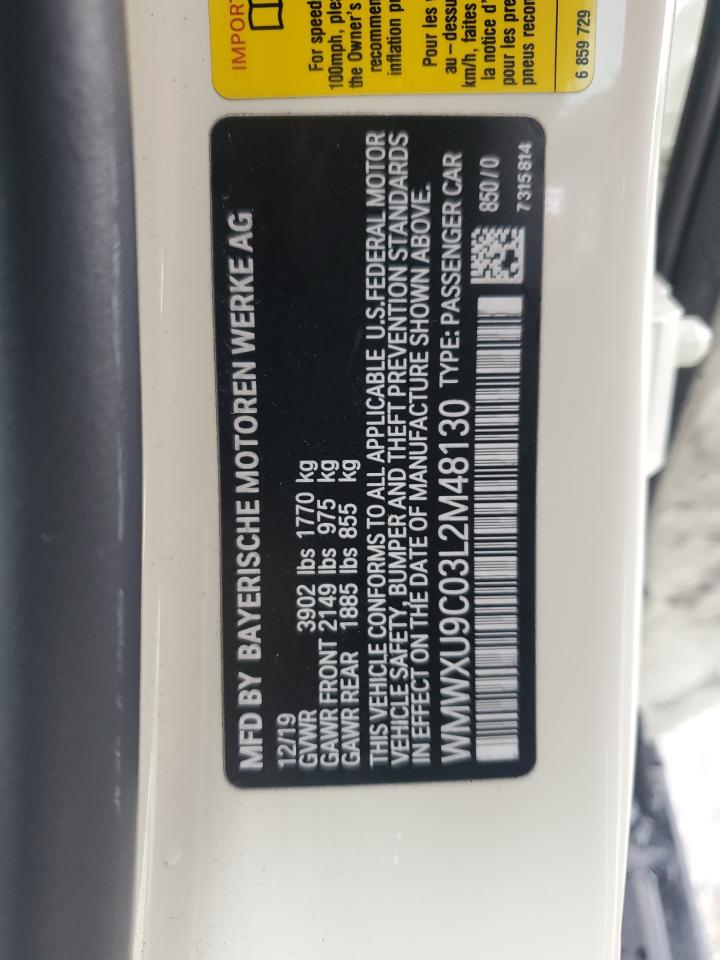 IMPORT
For speed
100mph, ple
the Owner's
recommen
inflation p
Pour les
au-dessu
km/h, faites
la notice d'
pour les pre
pneus recon
6 859 729
MFD BY BAYERISCHE MOTOREN WERKE AG
12/19
GVWR 3902 lbs 1770 kg
GAWR FRONT 2149 lbs 975 kg
GAWR REAR 1885 lbs 855 kg
THIS VEHICLE CONFORMS TO ALL APPLICABLE U.S.FEDERAL MOTOR
VEHICLE SAFETY, BUMPER AND THEFT PREVENTION STANDARDS
IN EFFECT ON THE DATE OF MANUFACTURE SHOWN ABOVE.
WMWXU9C03L2M48130 TYPE: PASSENGER CAR
850/0
7 315 814